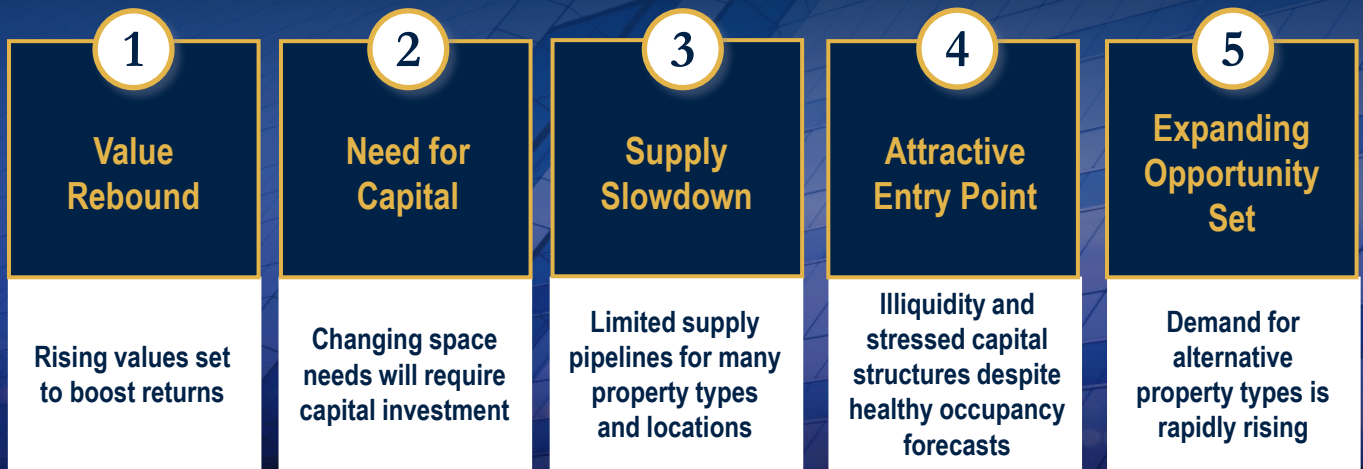 1
Value
Rebound
Rising values set
to boost returns
2
Need for
Capital
Changing space
needs will require
capital investment
3
Supply
Slowdown
Limited supply
pipelines for many
property types
and locations
4
Attractive
Entry Point
Illiquidity and
stressed capital
structures despite
healthy occupancy
forecasts
5
Expanding
Opportunity
Set
Demand for
alternative
property types is
rapidly rising